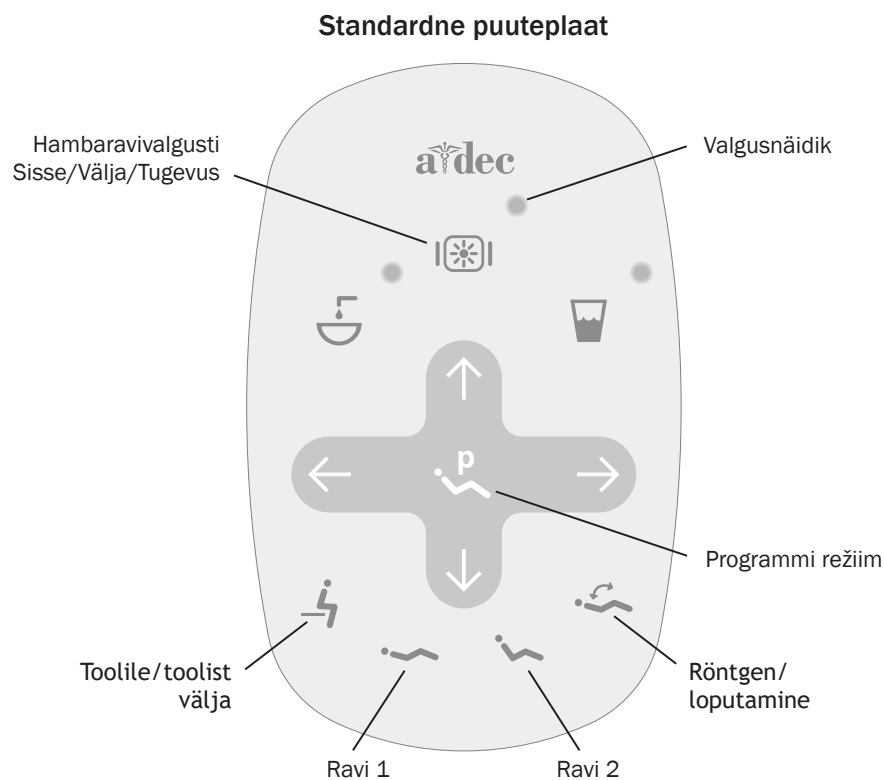 Standardne puuteplaat
Hambaravivalgusti
Sisse/Välja/Tugevus
a dec
Valgusnäidik
p
Programmi režiim
Toolile/toolist
välja
Röntgen/
loputamine
Ravi 1
Ravi 2